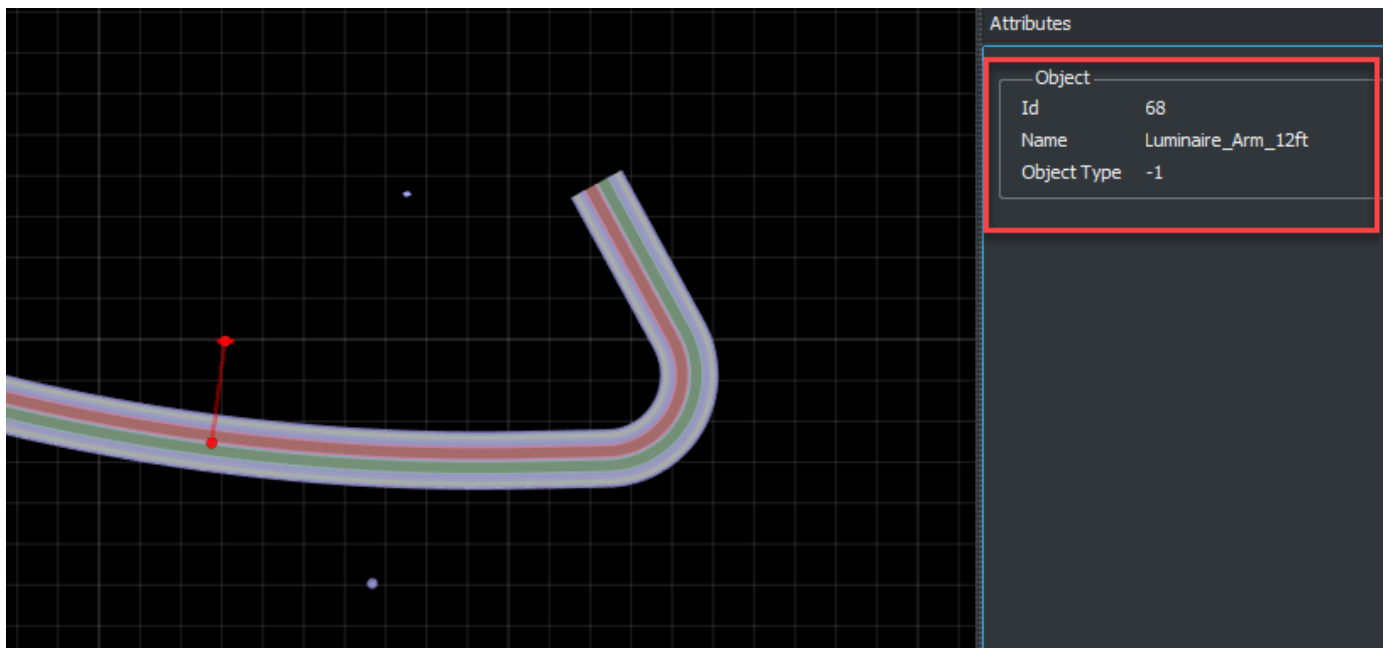 Attributes
Object
Id 68
Name Luminaire_Arm_12ft
Object Type -1